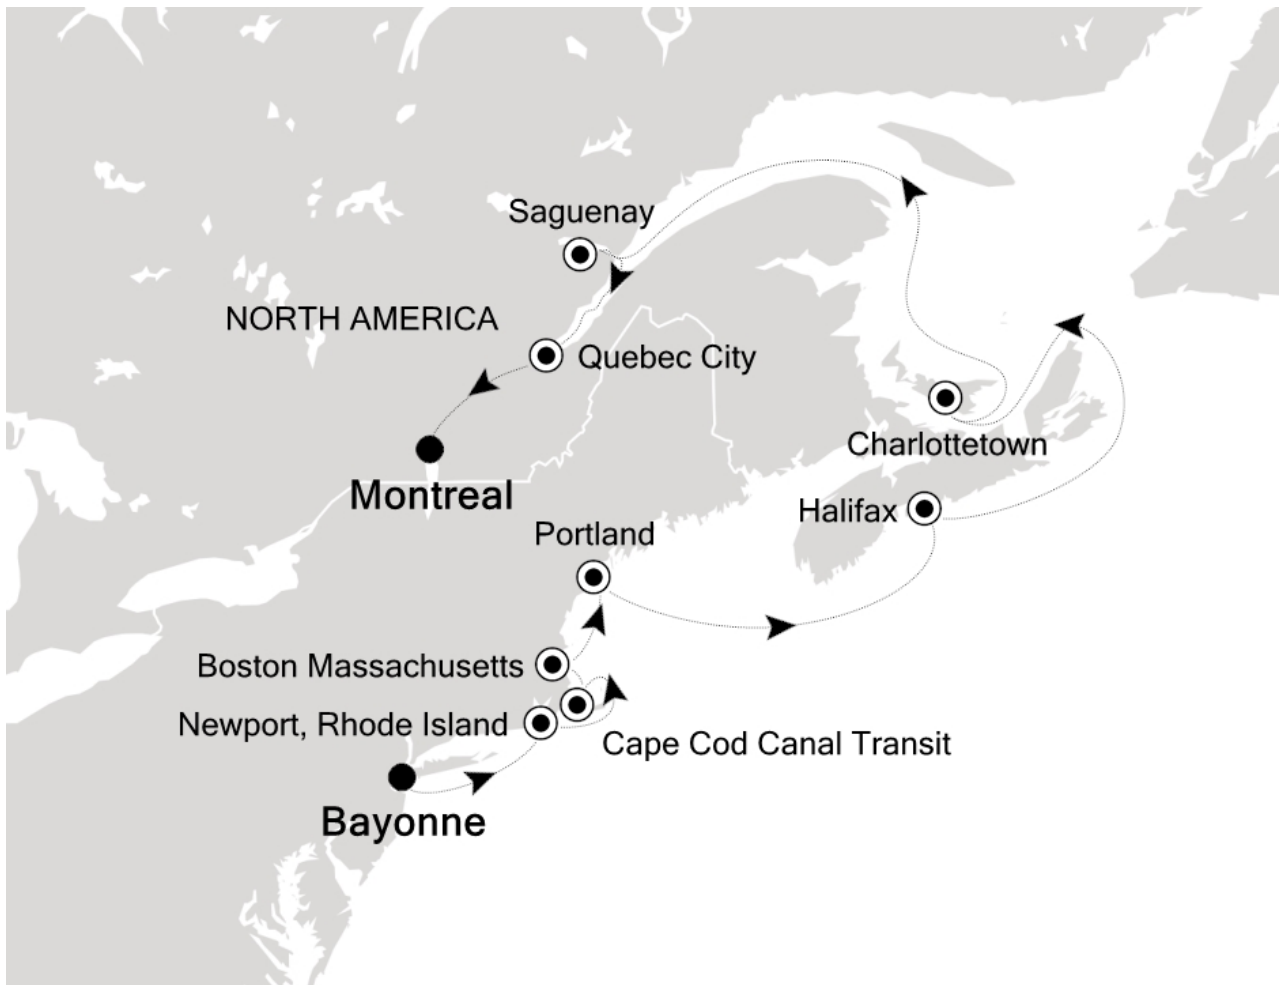 Saguenay
NORTH AMERICA
Quebec City
Charlottetown
Montreal
Halifax
Portland
Boston Massachusetts
Newport, Rhode Island
Cape Cod Canal Transit
Bayonne